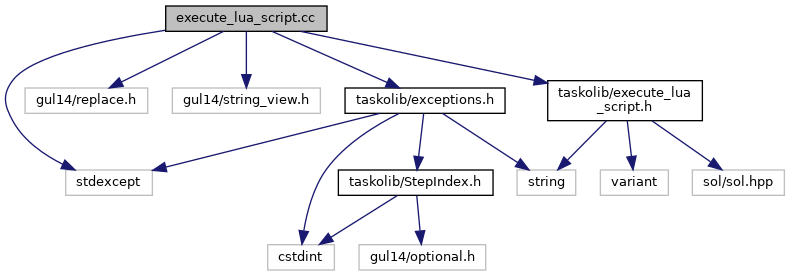 execute_lua_script.cc
gul14/replace.h
gul14/string_view.h
taskolib/exceptions.h
taskolib/execute_lua
_script.h
stdexcept
taskolib/StepIndex.h
string
variant
sol/sol.hpp
cstdint
gul14/optional.h